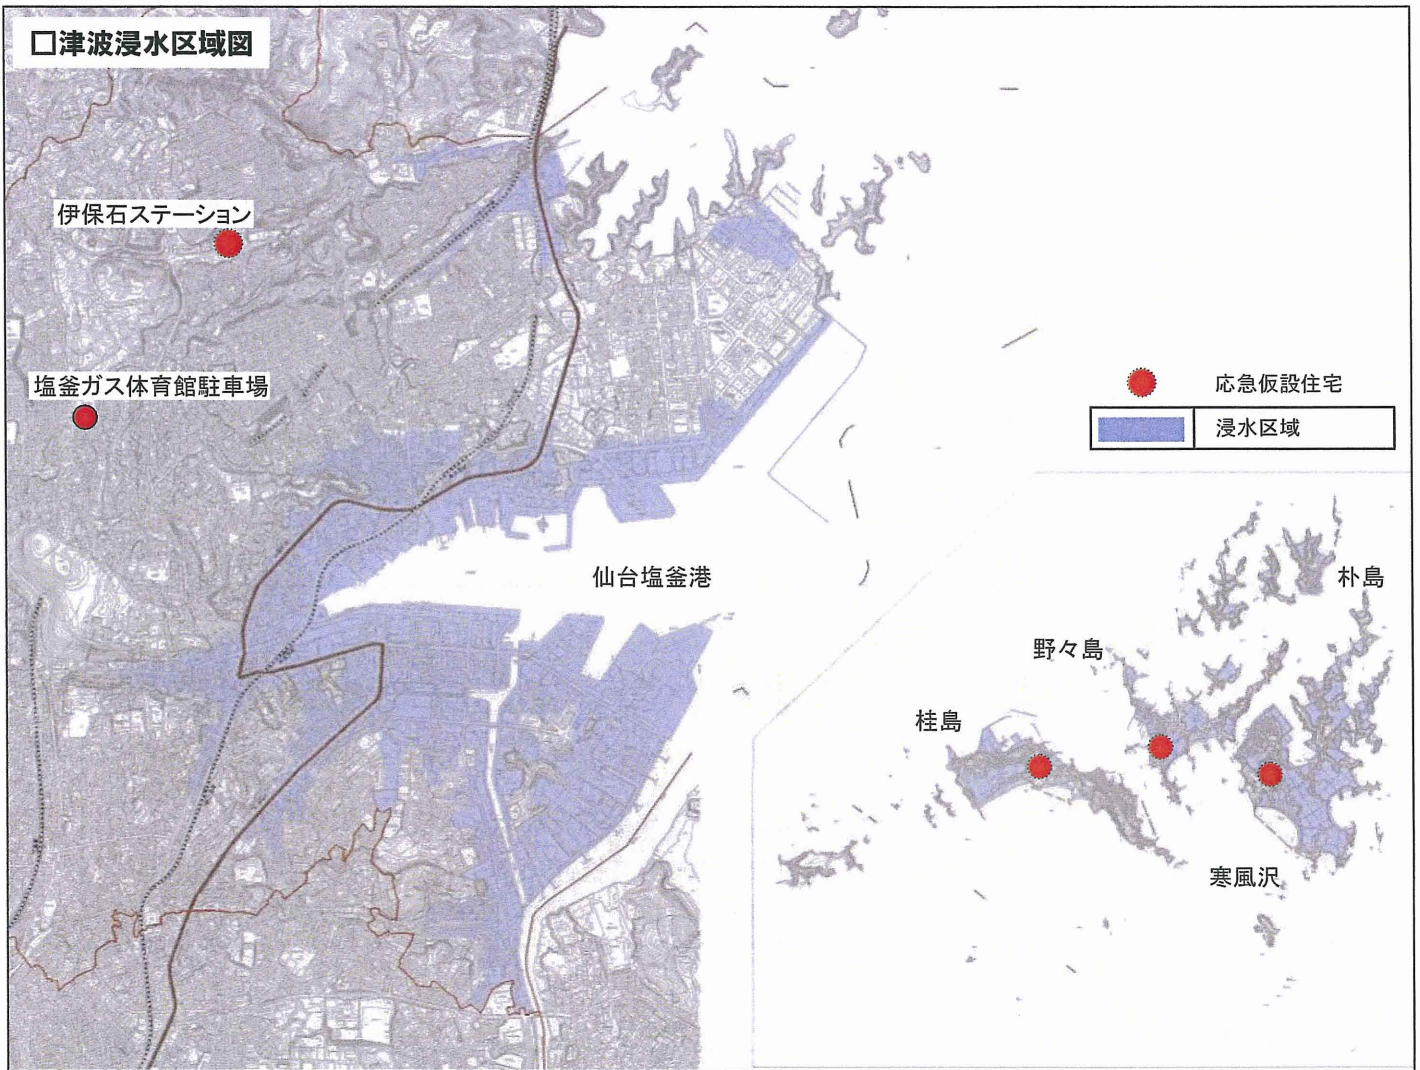 □津波浸水区域図
伊保石ステーション
塩釜ガス体育館駐車場
応急仮設住宅
浸水区域
仙台塩釜港
朴島
野々島
桂島
寒風沢